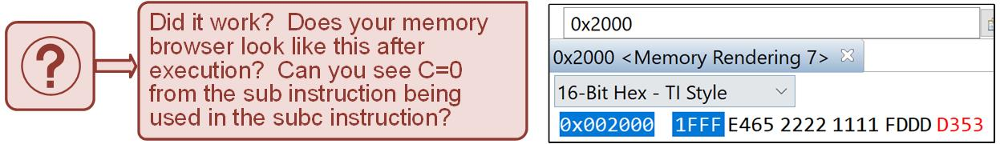 ?
Did it work? Does your memory
browser look like this after
execution? Can you see C=0
from the sub instruction being
used in the subc instruction?
0x2000
0x2000 <Memory Rendering 7>
16-Bit Hex - TI Style
0x002000 1FFF E465 2222 1111 FDDD D353